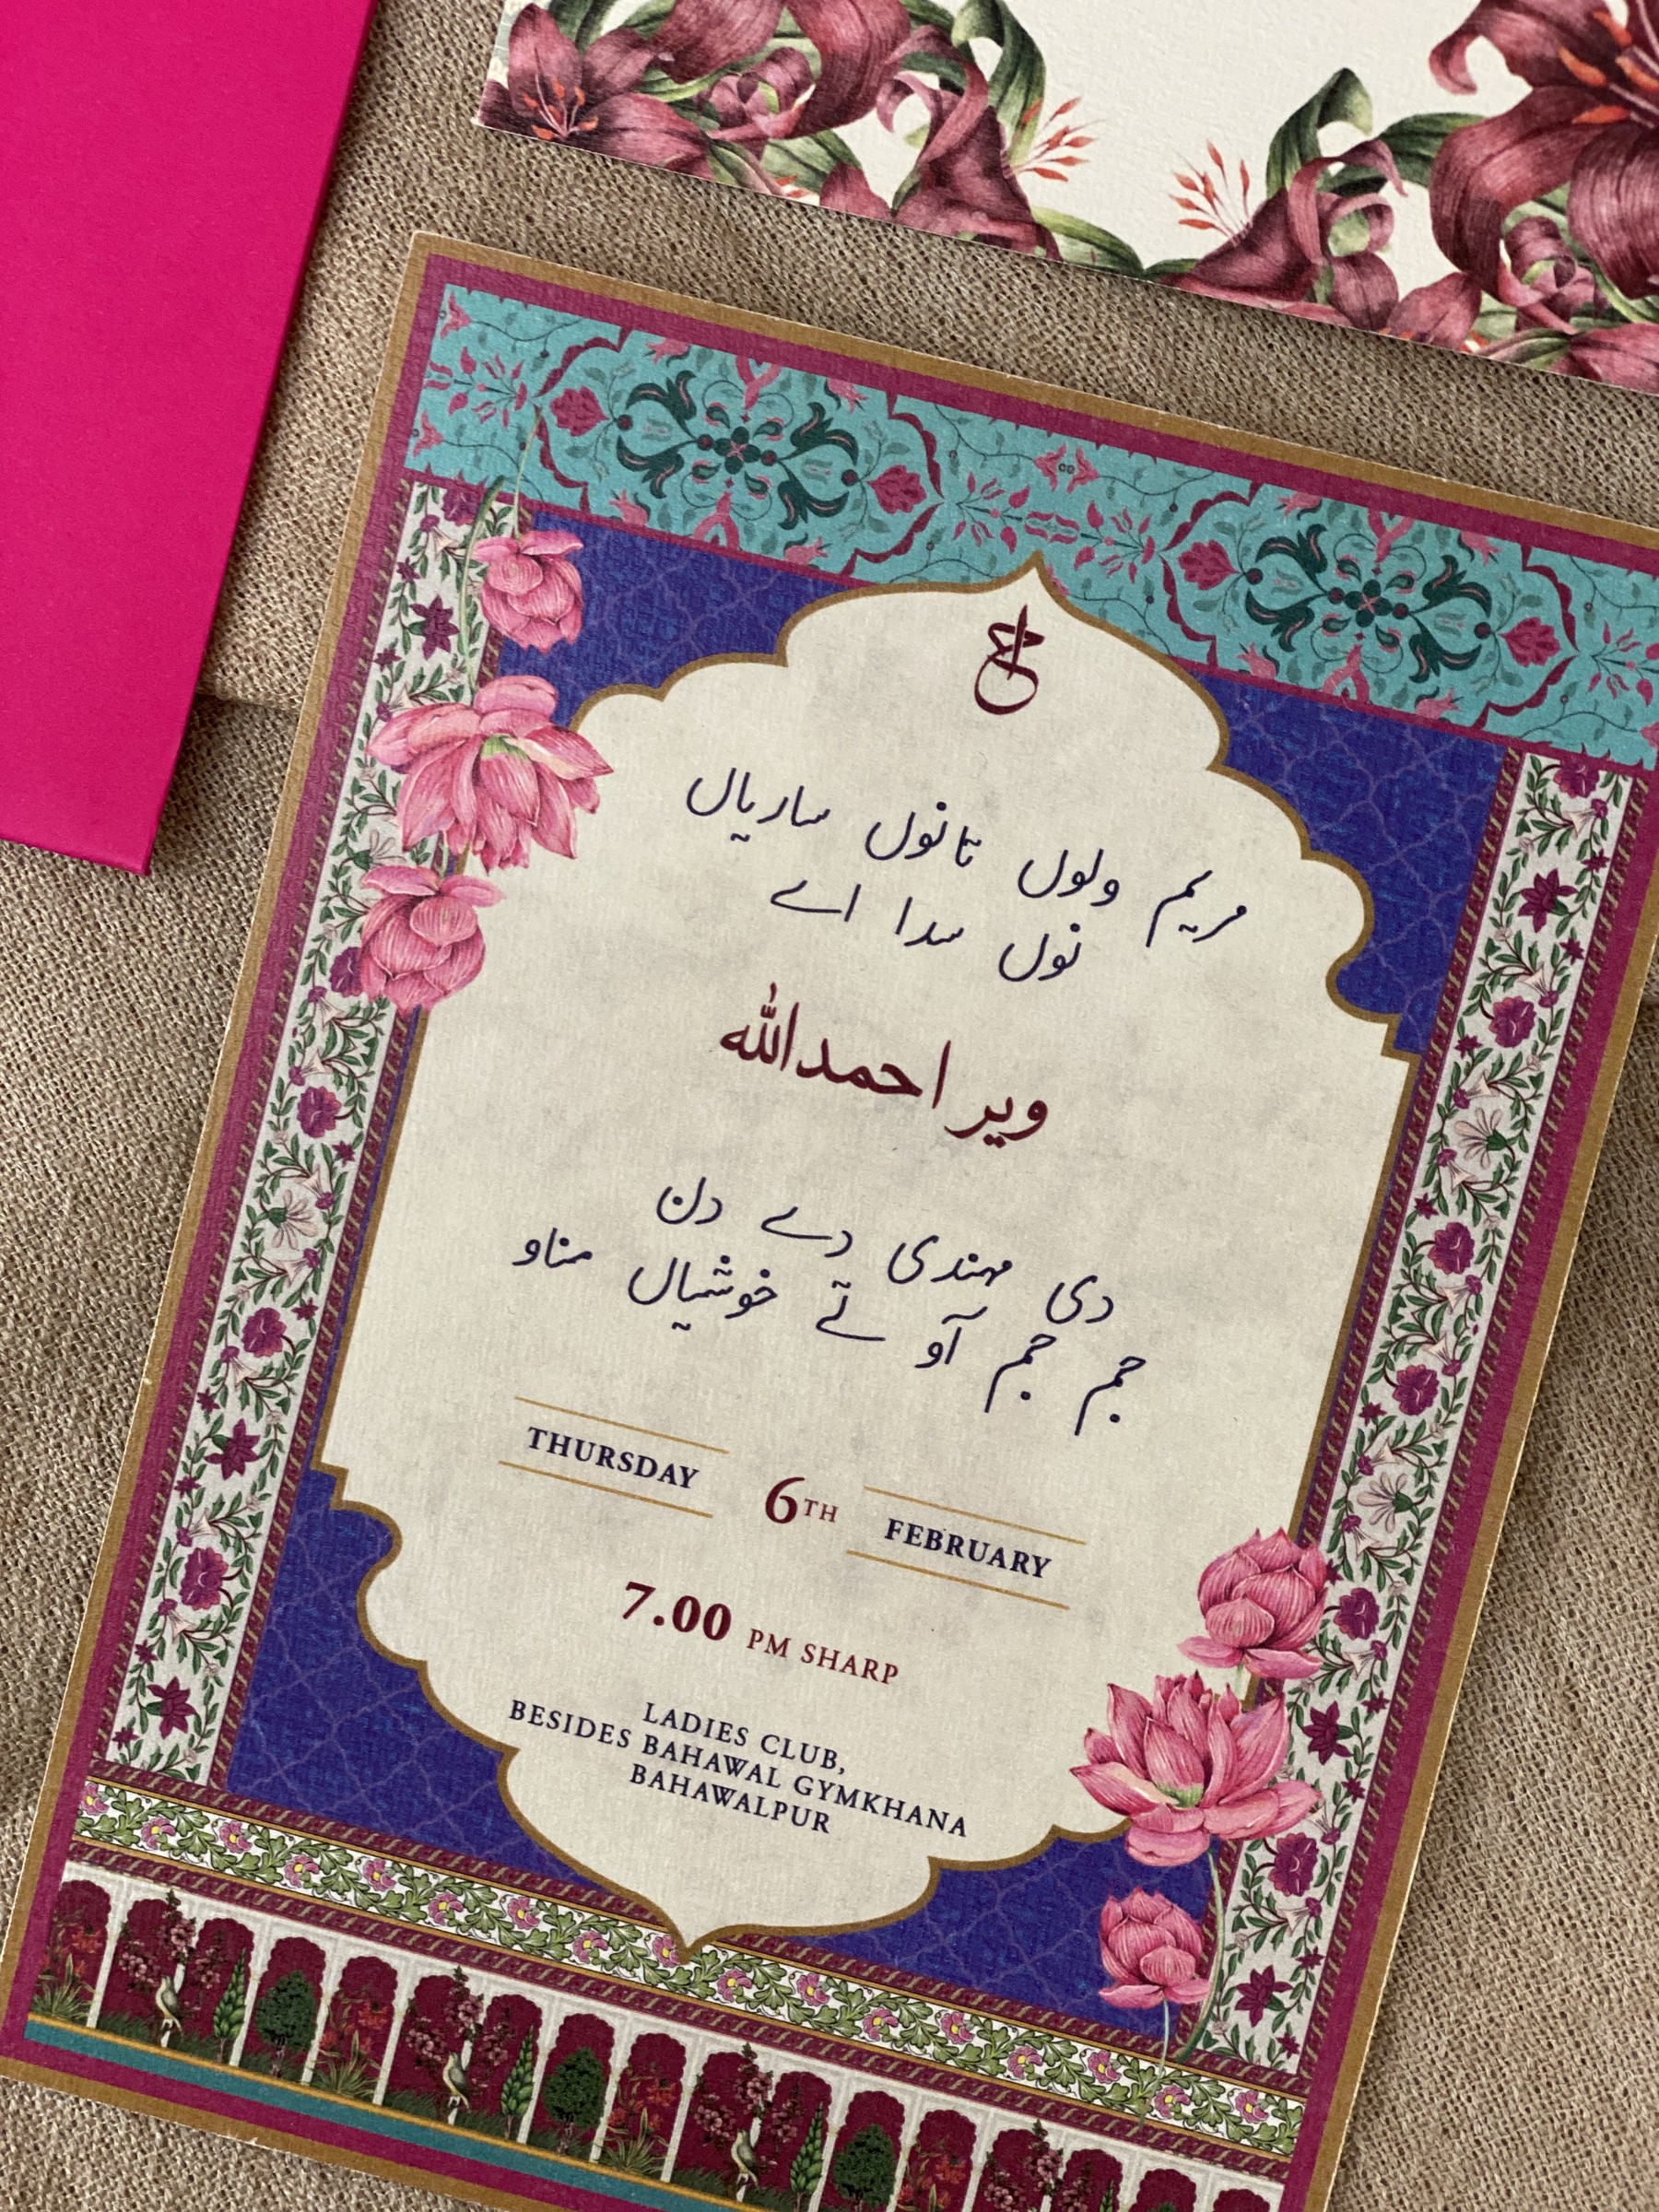 مریم ولوں تانوں ساریاں
نوں سدا اے
ویر احمداللہ
دی مہندی دے دن
جم جم آو تے خوشیاں مناو
THURSDAY 6TH FEBRUARY
7.00 PM SHARP
LADIES CLUB,
BESIDES BAHAWAL GYMKHANA
BAHAWALPUR